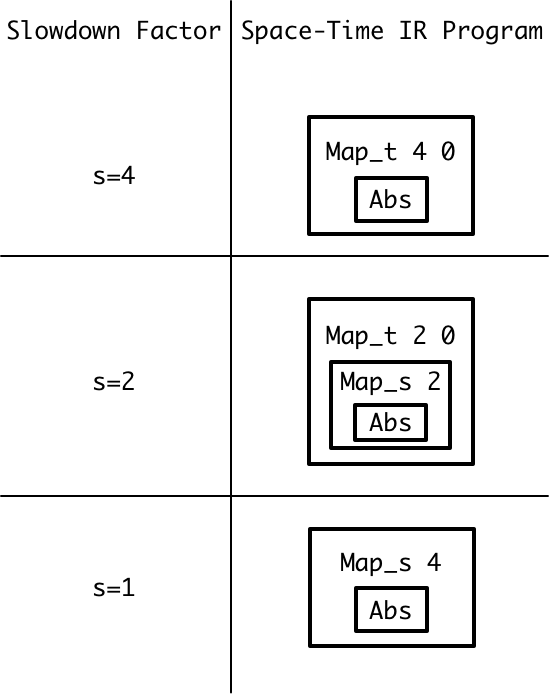 Slowdown Factor Space-Time IR Program
s=4
Map_t 4 0
Abs
s=2
Map_t 2 0
Map_s 2
Abs
s=1
Map_s 4
Abs